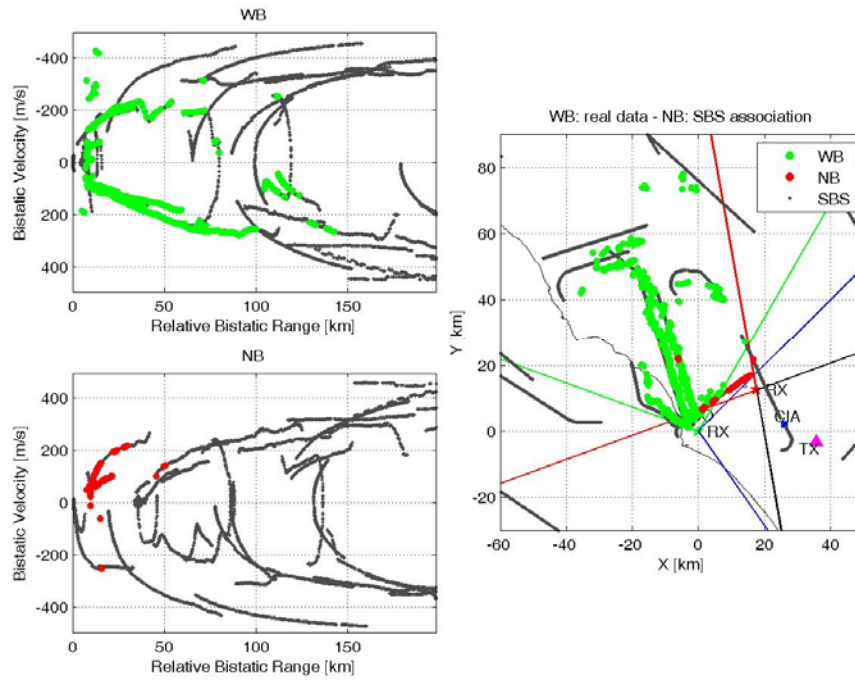 WB
Bistatic Velocity [m/s]
-400
-200
0
200
400
0
50
100
150
Relative Bistatic Range [km]
NB
Bistatic Velocity [m/s]
400
200
0
-200
-400
0
50
100
150
Relative Bistatic Range [km]
WB: real data - NB: SBS association
WB
NB
SBS
Y [km]
80
60
40
20
0
-20
RX
CIA
RX
TX
-60
-40
-20
0
20
40
X [km]